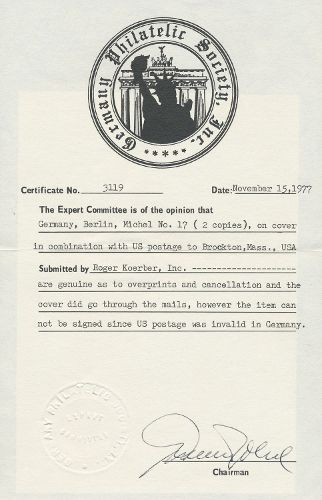 Germany Philatelic Society, Inc.
Certificate No. 3119 Date: November 15, 1977
The Expert Committee is of the opinion that
Germany, Berlin, Michel No. 17 ( 2 copies), on cover
in combination with US postage to Brockton, Mass., USA
Submitted by Roger Koerber, Inc. --------------------
are genuine as to overprints and cancellation and the
cover did go through the mails, however the item can
not be signed since US postage was invalid in Germany.
Chairman